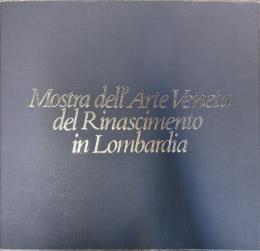 Mostra dell'Arte Veneta
del Rinascimento
in Lombardia